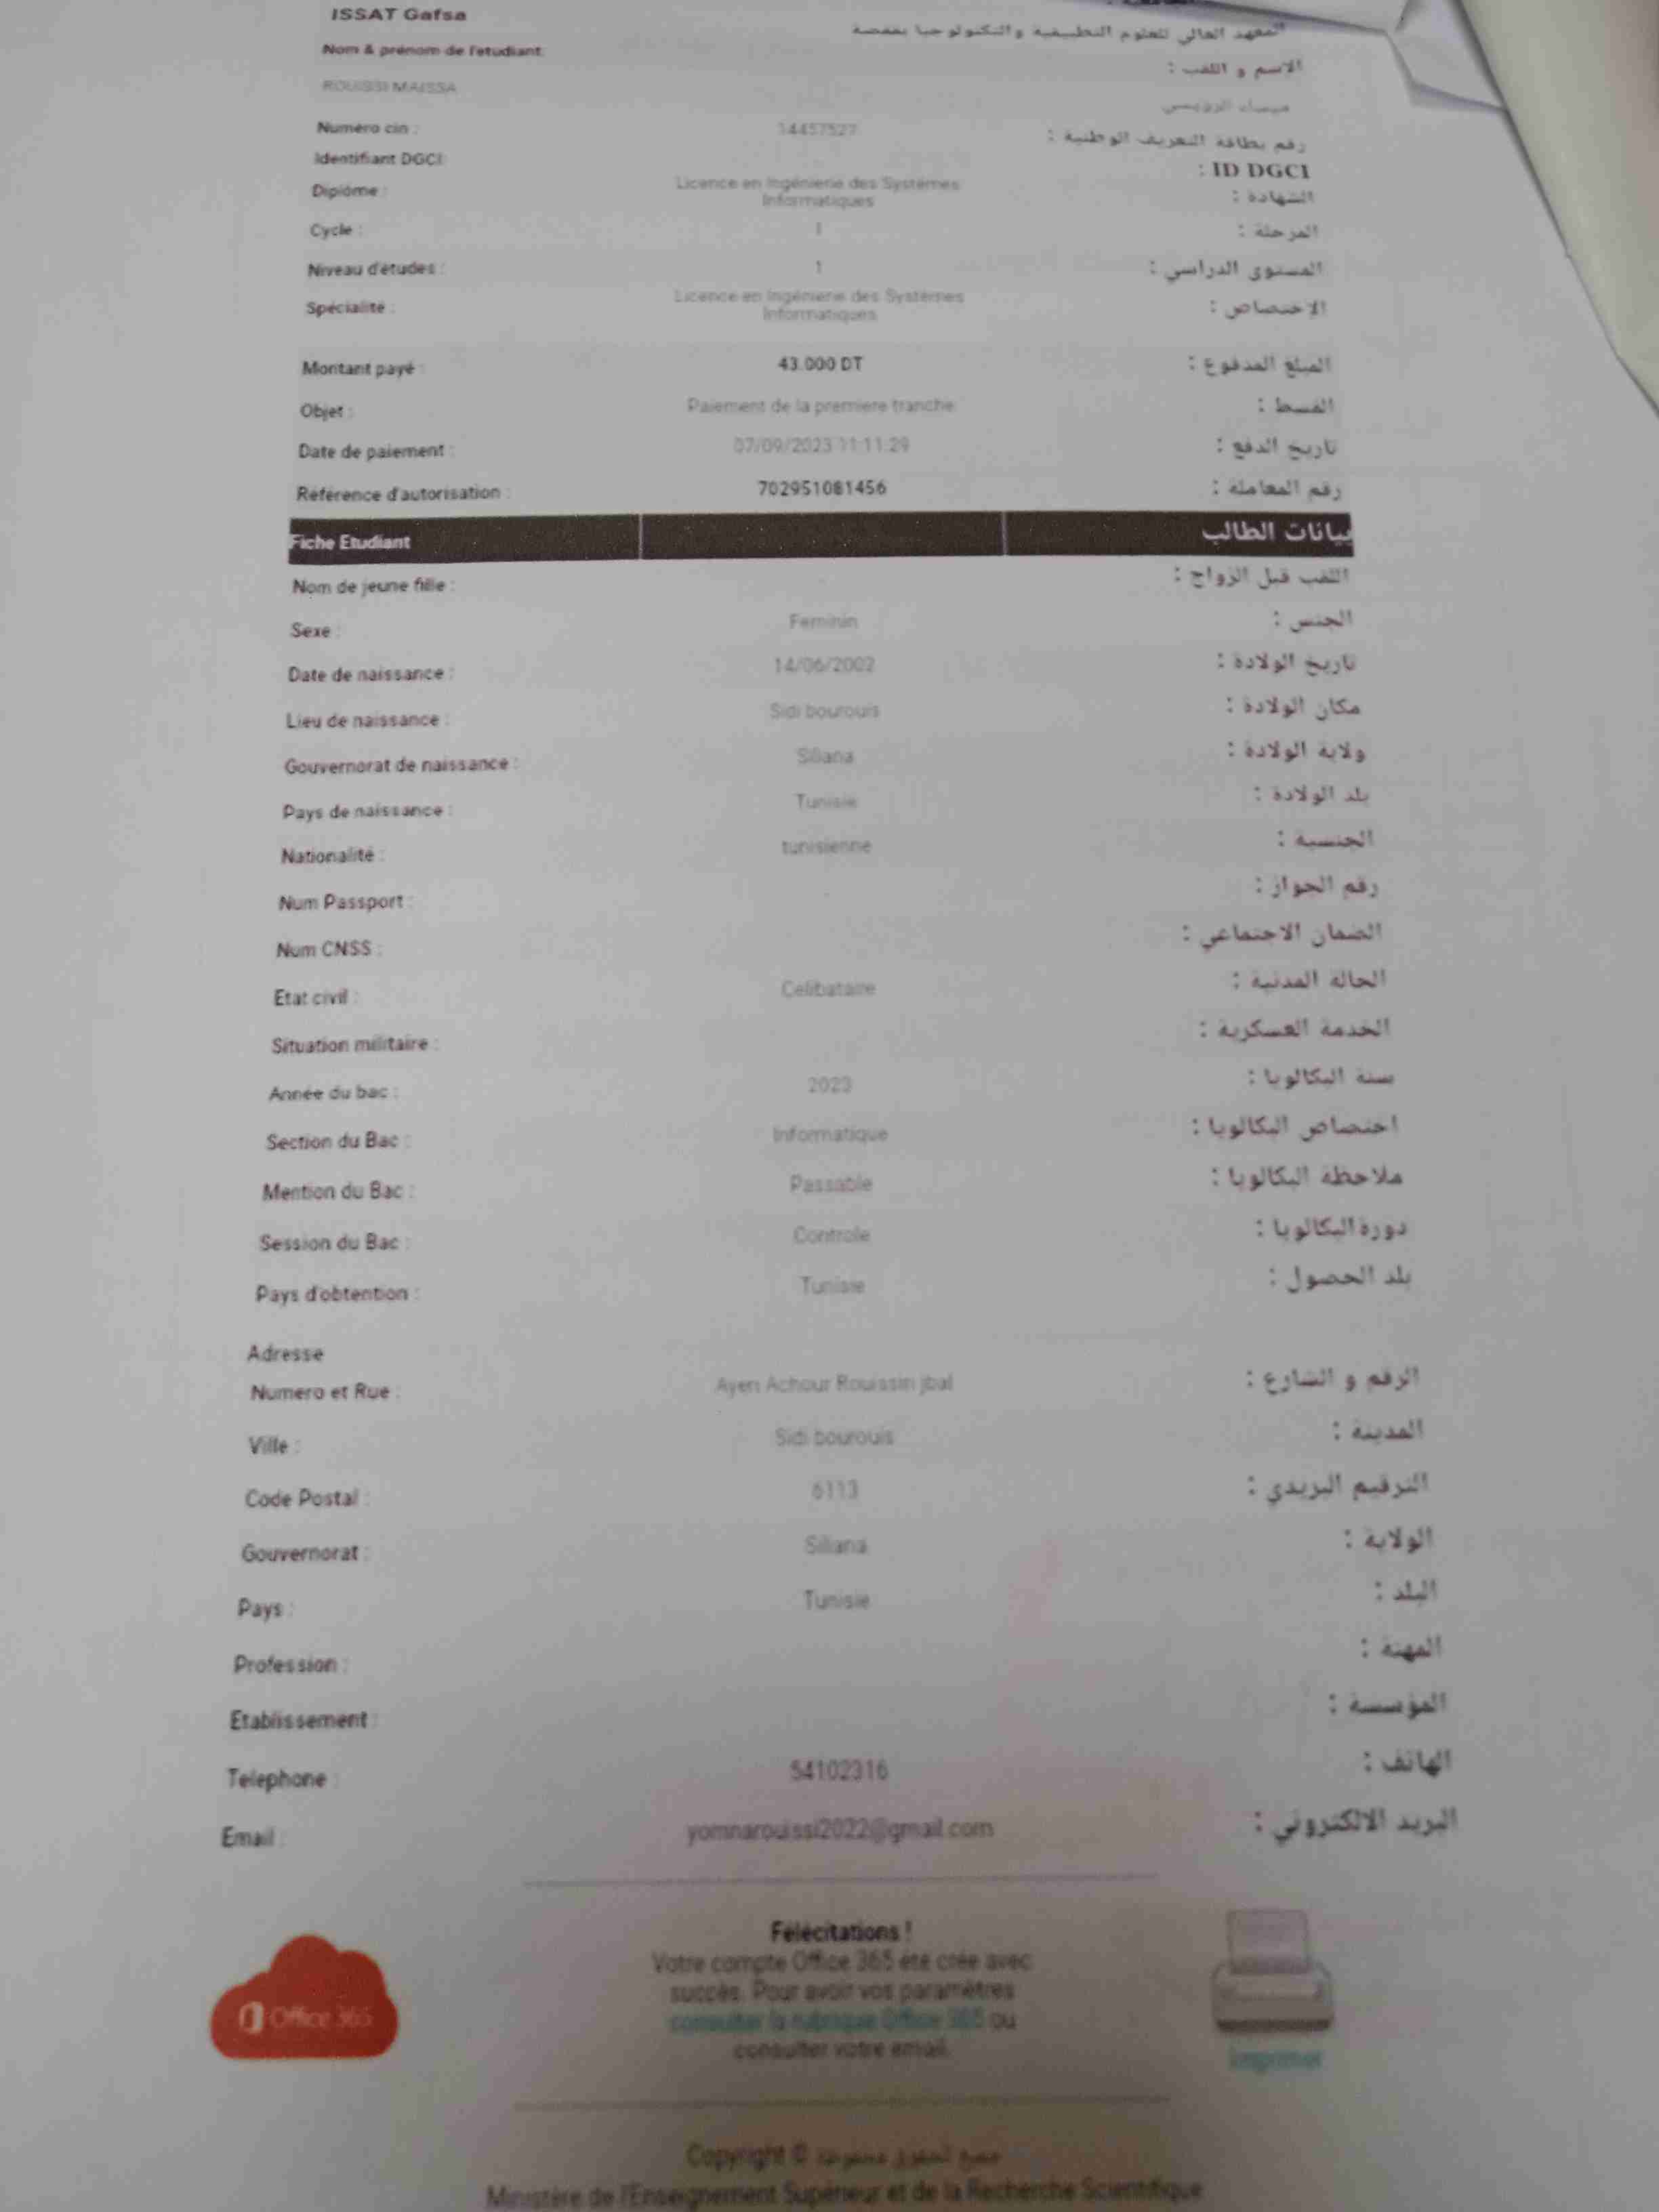 ISSAT Gafsa
المعهد العالي للعلوم التطبيقية و التكنولوجيا بقفصة
Nom & prénom de l'etudiant:
الاسم و اللقب :
ROUISSI MAISSA
ميساء الرويسي
Numéro cin : 14457527 رقم بطاقة التعريف الوطنية :
Identifiant DGCI ID DGCI :
Diplôme : Licence en Ingénierie des Systèmes Informatiques الشهادة :
Cycle : 1 المرحلة :
Niveau d'études : 1 المستوى الدراسي :
Spécialité : Licence en Ingénierie des Systèmes Informatiques الاختصاص :
Montant payé : 43.000 DT المبلغ المدفوع :
Objet : Paiement de la premiere tranche القسط :
Date de paiement : 07/09/2023 11:11:29 تاريخ الدفع :
Référence d'autorisation : 702951081456 رقم المعاملة :
Fiche Etudiant بيانات الطالب
Nom de jeune fille : اللقب قبل الزواج :
Sexe : Feminin الجنس :
Date de naissance : 14/06/2002 تاريخ الولادة :
Lieu de naissance : Sidi bourouis مكان الولادة :
Gouvernorat de naissance : Siliana ولاية الولادة :
Pays de naissance : Tunisie بلد الولادة :
Nationalité : tunisienne الجنسية :
Num Passport : رقم الجواز :
Num CNSS : الضمان الاجتماعي :
Etat civil : Celibataire الحالة المدنية :
Situation militaire : الخدمة العسكرية :
Année du bac : 2023 سنة البكالويا :
Section du Bac : Informatique اختصاص البكالويا :
Mention du Bac : Passable ملاحظة البكالويا :
Session du Bac : Controle دورة البكالويا :
Pays d'obtention : Tunisie بلد الحصول :
Adresse
Numero et Rue : Ayen Achour Rouissin jbal الرقم و الشارع :
Ville : Sidi bourouis المدينة :
Code Postal : 6113 الترقيم البريدي :
Gouvernorat : Siliana الولاية :
Pays : Tunisie البلد :
Profession : المهنة :
Etablissement : المؤسسة :
Telephone : 54102316 الهاتف :
Email : yomnarouissi2022@gmail.com البريد الالكتروني :
Félécitations !
Votre compte Office 365 été crée avec
succès. Pour avoir vos paramètres
consulter la rubrique Office 365 ou
consulter votre email.
Office 365
Imprimer
Copyright © جميع الحقوق محفوظة
Ministère de l'Enseignement Supérieur et de la Recherche Scientifique